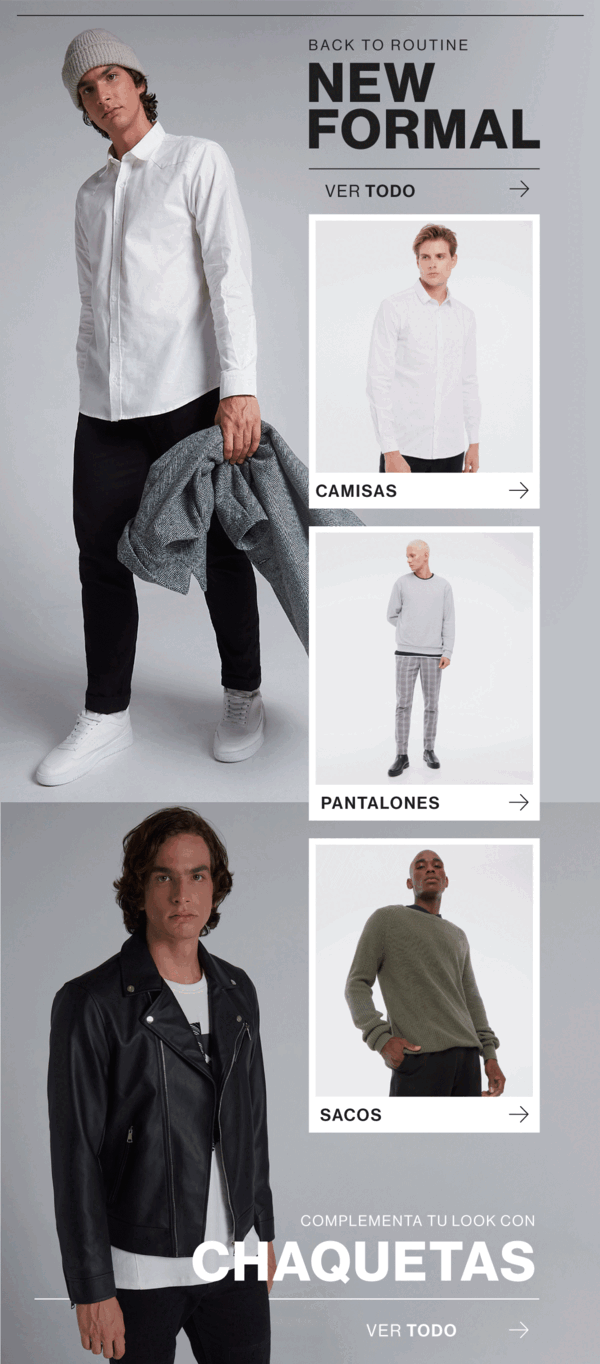 BACK TO ROUTINE
NEW
FORMAL
VER TODO
CAMISAS
PANTALONES
SACOS
COMPLEMENTA TU LOOK CON
CHAQUETAS
VER TODO